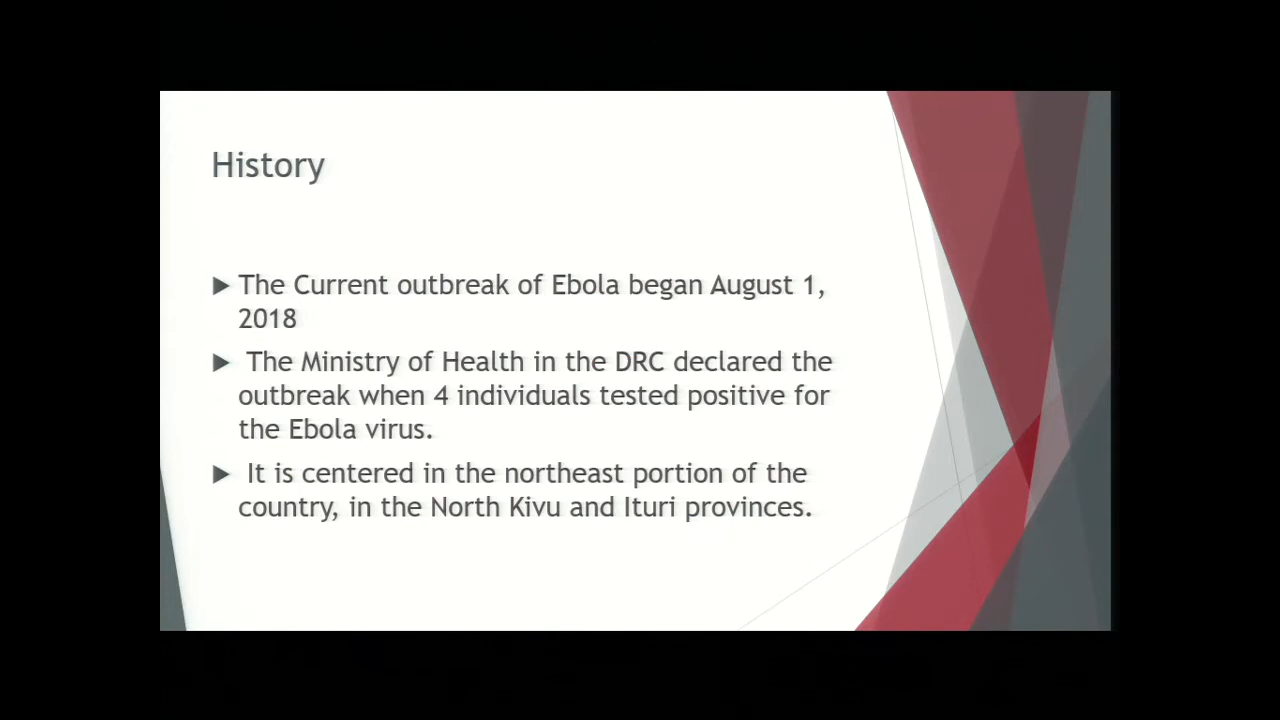 History
The Current outbreak of Ebola began August 1,
2018
The Ministry of Health in the DRC declared the
outbreak when 4 individuals tested positive for
the Ebola virus.
It is centered in the northeast portion of the
country, in the North Kivu and Ituri provinces.